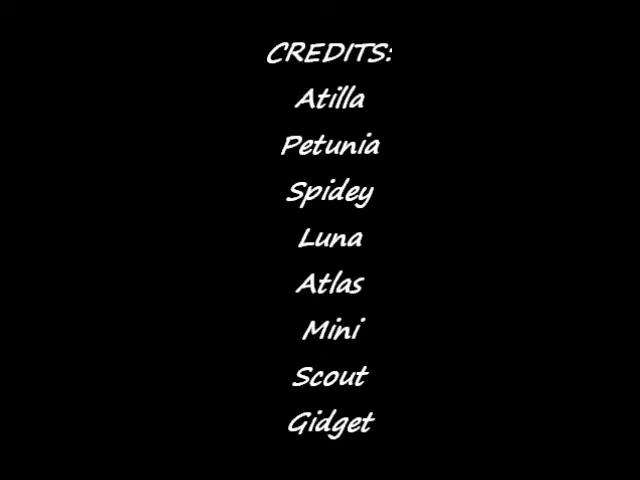 CREDITS:
Atilla
Petunia
Spidey
Luna
Atlas
Mini
Scout
Gidget